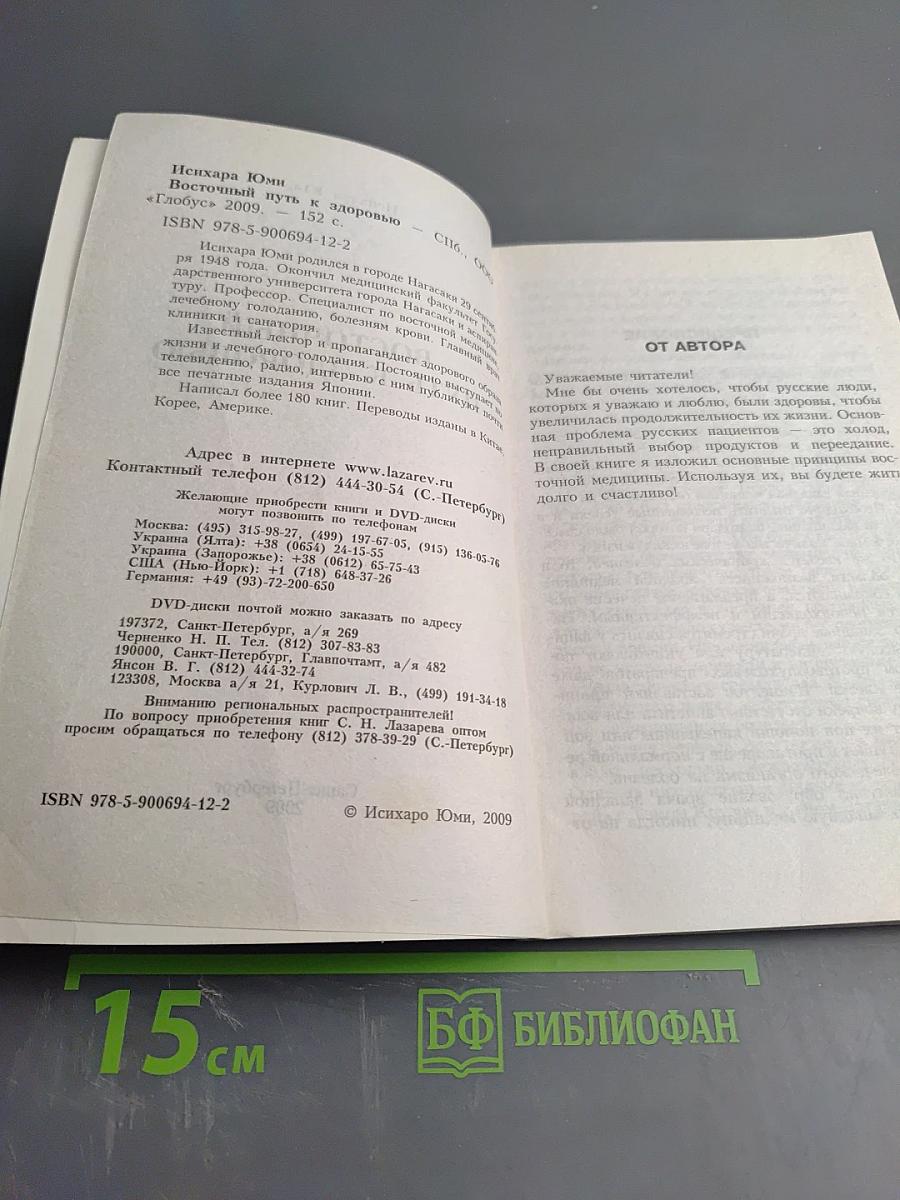 Исихара Юми
Восточный путь к здоровью — СПб., ООО
«Глобус» 2009. — 152 с.
ISBN 978-5-900694-12-2
Исихара Юми родился в городе Нагасаки 29 сентяб-
ря 1948 года. Окончил медицинский факультет Госу-
дарственного университета города Нагасаки и аспиран-
туру. Профессор. Специалист по восточной медицине,
лечебному голоданию, болезням крови. Главный врач
клиники и санатория.
Известный лектор и пропагандист здорового образа
жизни и лечебного голодания. Постоянно выступает по
телевидению, радио, интервью с ним публикуют почти
все печатные издания Японии.
Написал более 180 книг. Переводы изданы в Китае,
Корее, Америке.
Адрес в интернете www.lazarev.ru
Контактный телефон (812) 444-30-54 (С.-Петербург)
Желающие приобрести книги и DVD-диски
могут позвонить по телефонам
Москва: (495) 315-98-27, (499) 197-67-05, (915) 136-05-76
Украина (Ялта): +38 (0654) 24-15-55
Украина (Запорожье): +38 (0612) 65-75-43
США (Нью-Йорк): +1 (718) 648-37-26
Германия: +49 (93)-72-200-650
DVD-диски почтой можно заказать по адресу
197372, Санкт-Петербург, а/я 269
Черненко Н. П. Тел. (812) 307-83-83
190000, Санкт-Петербург, Главпочтамт, а/я 482
Янсон В. Г. (812) 444-32-74
123308, Москва а/я 21, Курлович Л. В., (499) 191-34-18
Вниманию региональных распространителей!
По вопросу приобретения книг С. Н. Лазарева оптом
просим обращаться по телефону (812) 378-39-29 (С.-Петербург)
ISBN 978-5-900694-12-2
© Исихаро Юми, 2009
ОТ АВТОРА
Уважаемые читатели!
Мне бы очень хотелось, чтобы русские люди,
которых я уважаю и люблю, были здоровы, чтобы
увеличилась продолжительность их жизни. Основ-
ная проблема русских пациентов — это холод,
неправильный выбор продуктов и переедание.
В своей книге я изложил основные принципы вос-
точной медицины. Используя их, вы будете жить
долго и счастливо!
15 см
БФ БИБЛИОФАН